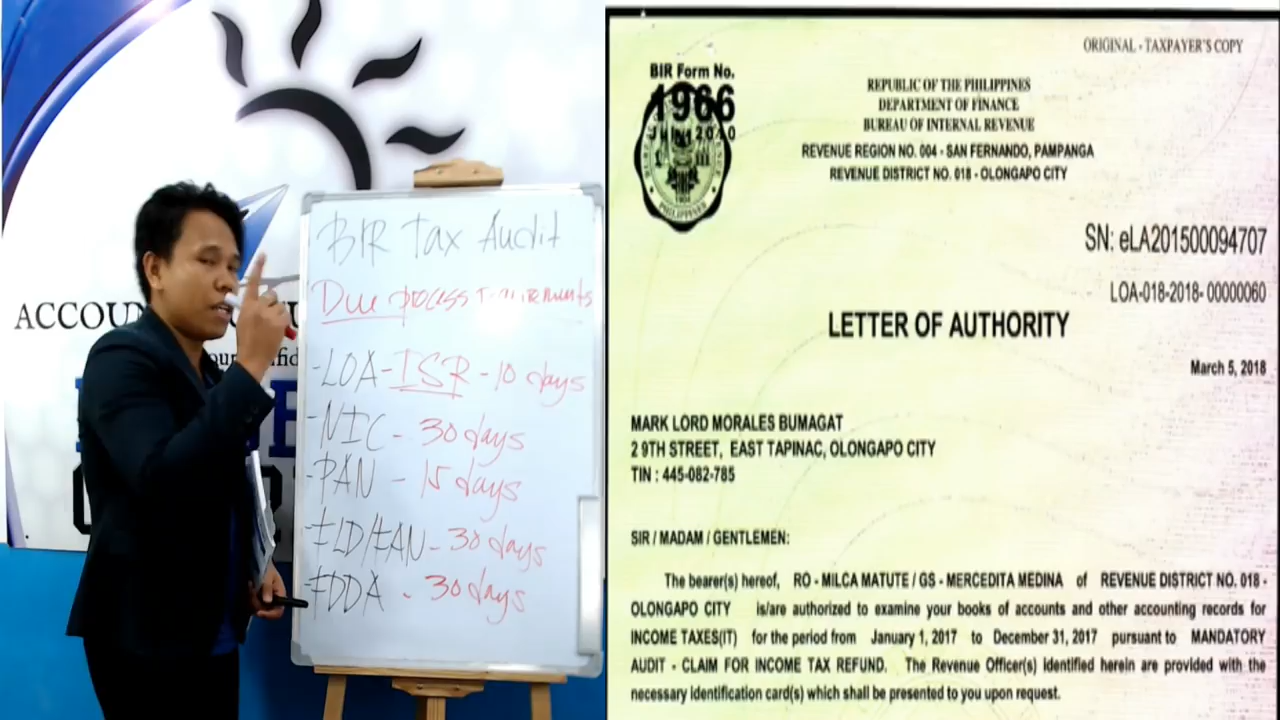 ACCOUN
BIR Tax Audit
Due process requirements
-LOA-ISR - 10 days
-NIC - 30 days
-PAN - 15 days
-FLD/FAN - 30 days
-FDDA - 30 days
ORIGINAL - TAXPAYER'S COPY
BIR Form No.
1966
REPUBLIC OF THE PHILIPPINES
DEPARTMENT OF FINANCE
BUREAU OF INTERNAL REVENUE
REVENUE REGION NO. 004 - SAN FERNANDO, PAMPANGA
REVENUE DISTRICT NO. 018 - OLONGAPO CITY
SN: eLA201500094707
LOA-018-2018- 00000060
LETTER OF AUTHORITY
March 5, 2018
MARK LORD MORALES BUMAGAT
2 9TH STREET, EAST TAPINAC, OLONGAPO CITY
TIN : 445-082-785
SIR / MADAM / GENTLEMEN:
The bearer(s) hereof, RO - MILCA MATUTE / GS - MERCEDITA MEDINA of REVENUE DISTRICT NO. 018 -
OLONGAPO CITY is/are authorized to examine your books of accounts and other accounting records for
INCOME TAXES(IT) for the period from January 1, 2017 to December 31, 2017 pursuant to MANDATORY
AUDIT - CLAIM FOR INCOME TAX REFUND. The Revenue Officer(s) identified herein are provided with the
necessary identification card(s) which shall be presented to you upon request.